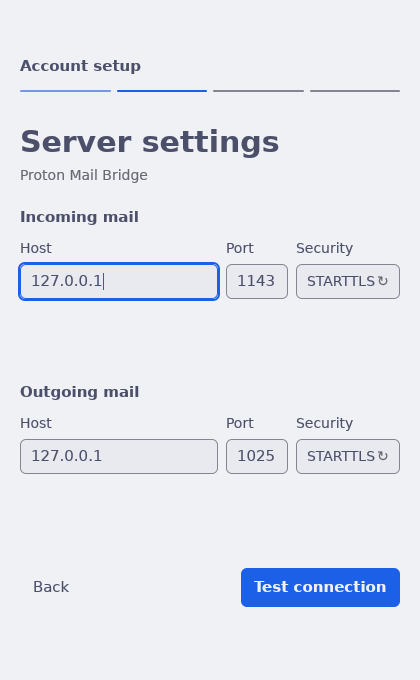 Account setup
Server settings
Proton Mail Bridge
Incoming mail
Host Port Security
127.0.0.1 1143 STARTTLS↻
Outgoing mail
Host Port Security
127.0.0.1 1025 STARTTLS↻
Back Test connection